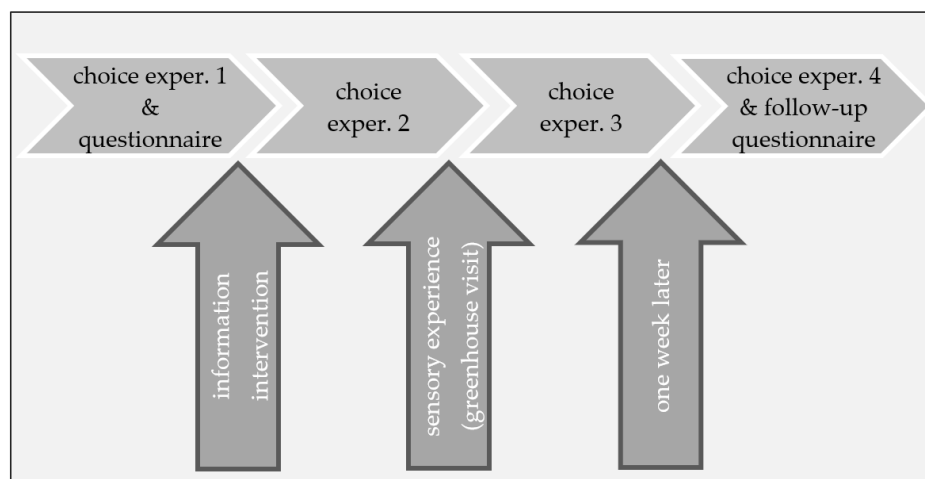 choice exper. 1
&
questionnaire
choice
exper. 2
choice
exper. 3
choice exper. 4
& follow-up
questionnaire
information
intervention
sensory experience
(greenhouse visit)
one week later